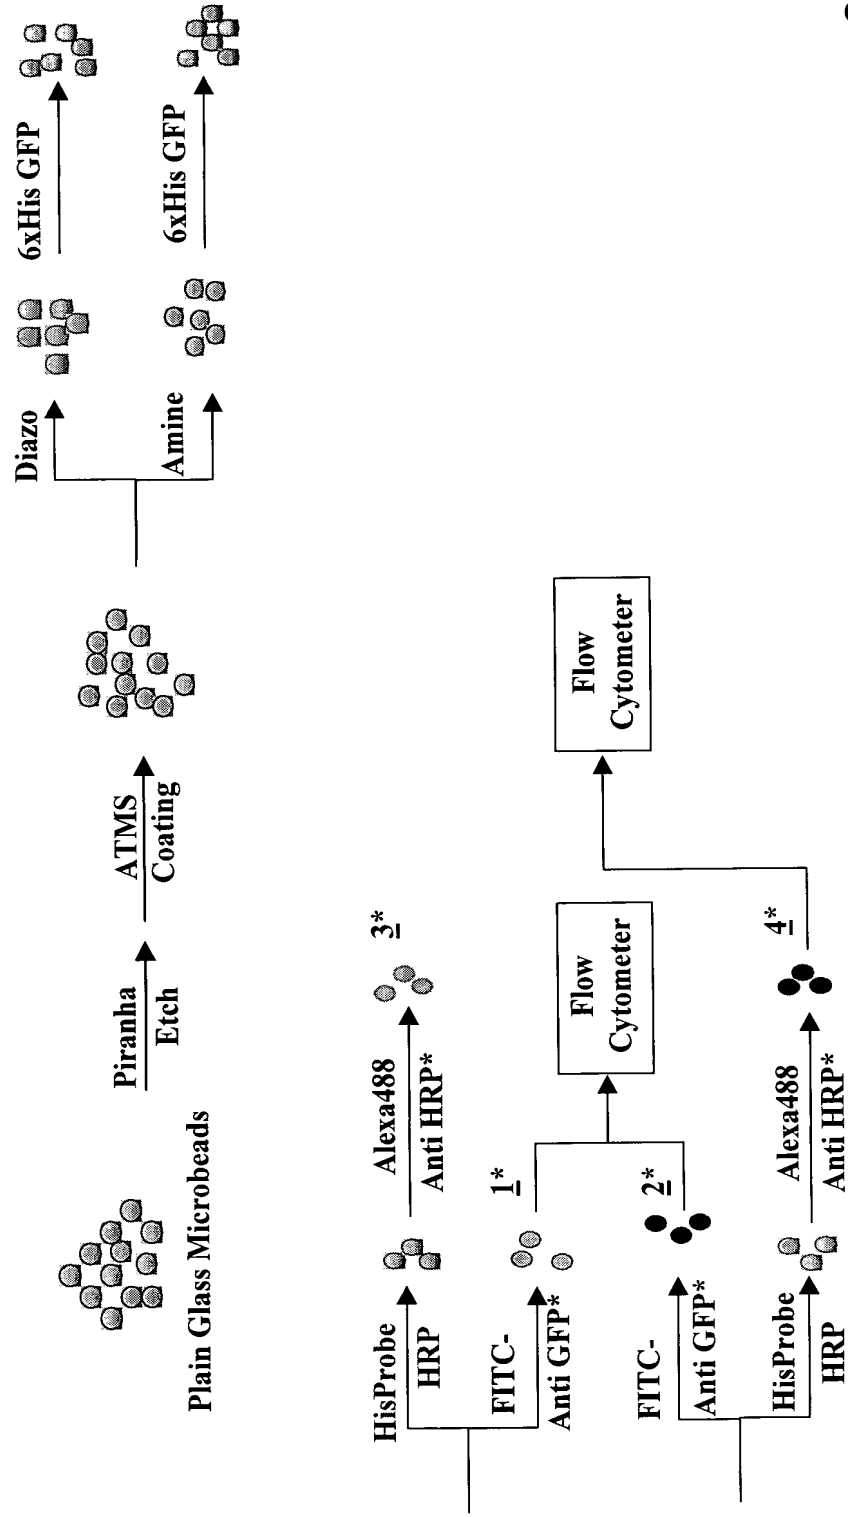 Plain Glass Microbeads
Piranha
Etch
ATMS
Coating
Diazo
Amine
6xHis GFP
6xHis GFP
HisProbe
HRP
Alexa488
Anti HRP*
3*
FITC-
Anti GFP*
1*
Flow
Cytometer
FITC-
Anti GFP*
2*
HisProbe
HRP
Alexa488
Anti HRP*
4*
Flow
Cytometer